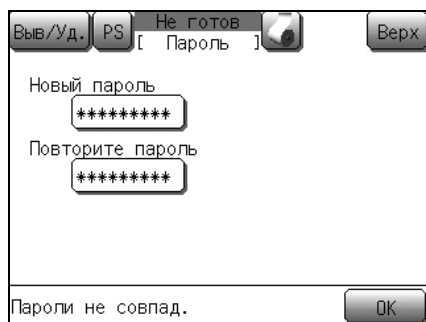 Выв/Уд. PS Не готов Верх
[ Пароль ]
Новый пароль
*********
Повторите пароль
*********
Пароли не совпад. OK